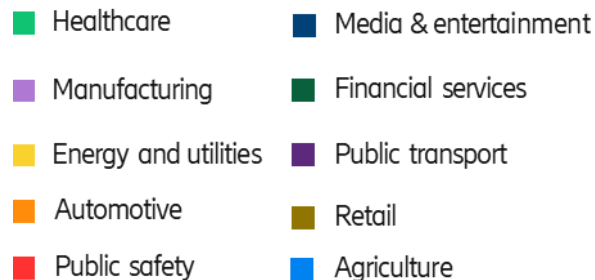 Healthcare
Manufacturing
Energy and utilities
Automotive
Public safety
Media & entertainment
Financial services
Public transport
Retail
Agriculture